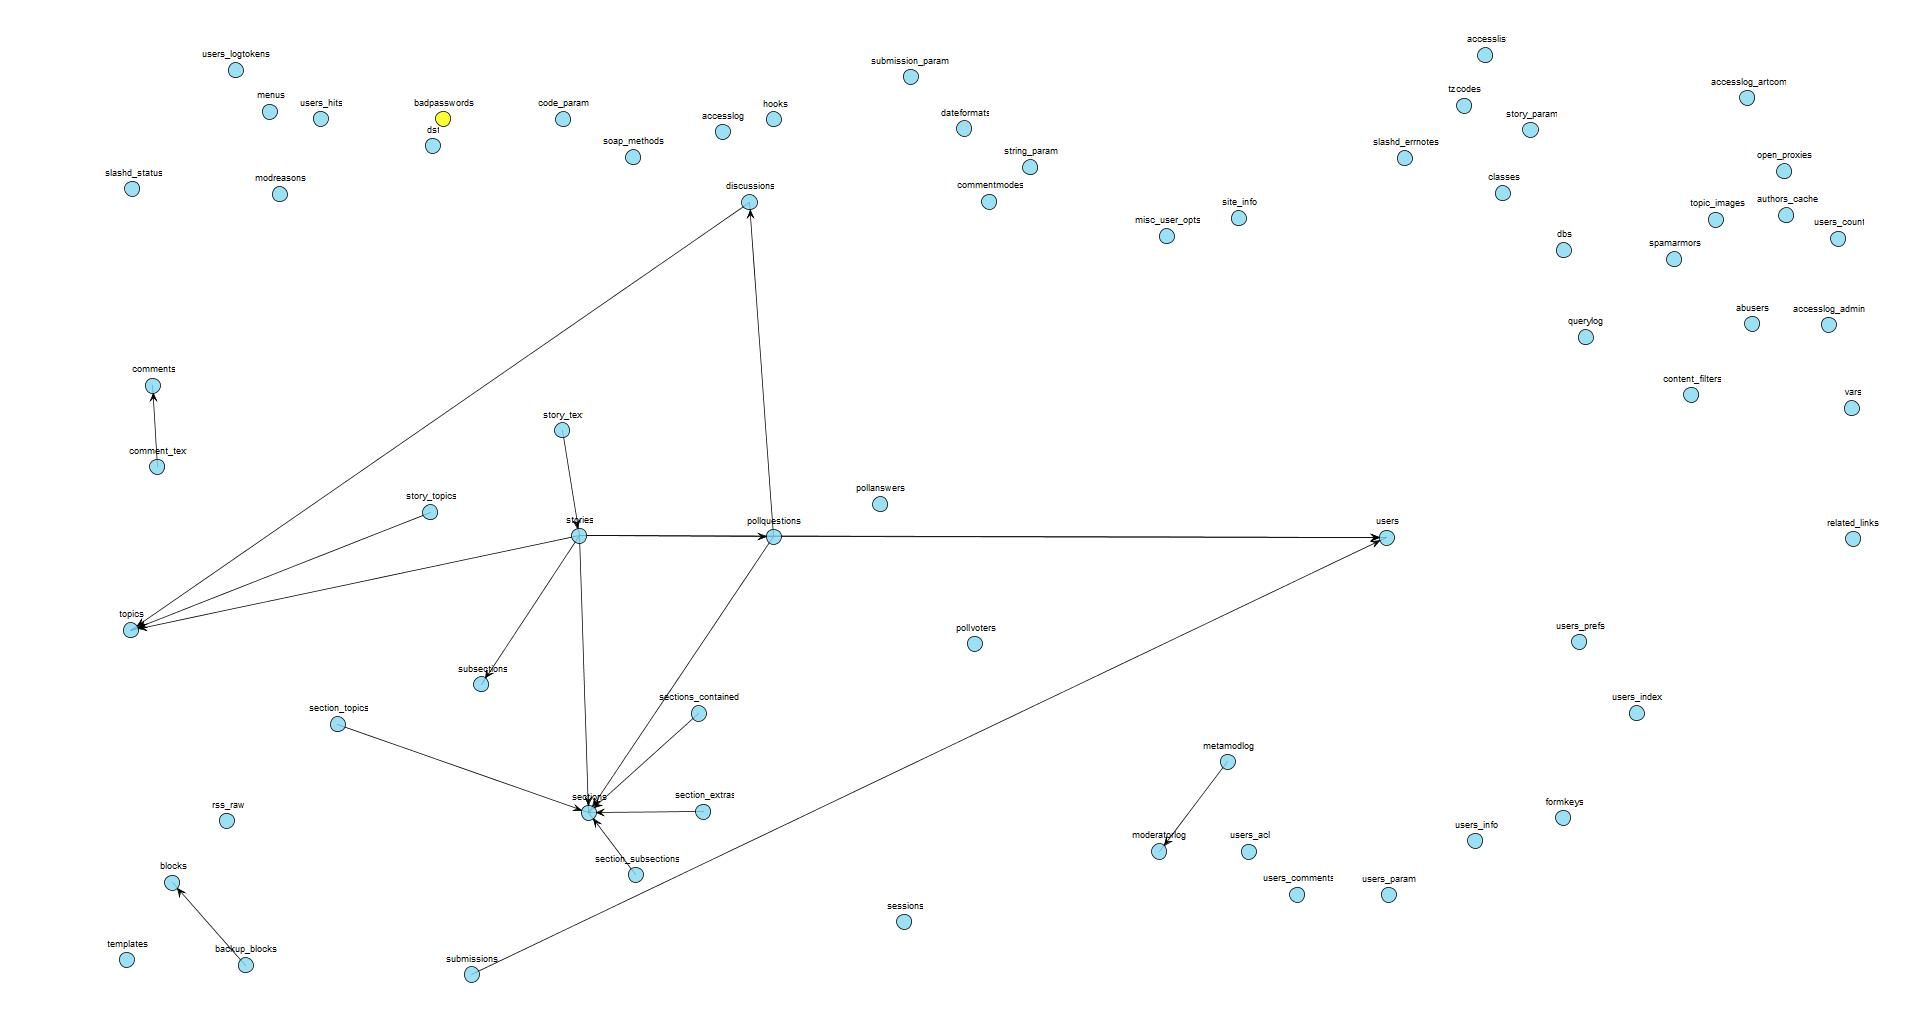 accesslis
users_logtokens
submission_param
accesslog_artcom
tzcodes
menus
users_hits
badpasswords
code_param
hooks
dateformats
story_param
accesslog
dst
soap_methods
slashd_errnotes
string_param
open_proxies
slashd_status
modreasons
classes
discussions
commentmodes
authors_cache
site_info
topic_images
misc_user_opts
users_count
dbs
spamarmors
abusers
accesslog_admin
querylog
comments
content_filters
vars
story_tex
comment_tex
pollanswers
story_topics
stories
pollquestions
users
related_links
topics
pollvoters
users_prefs
subsections
sections_contained
users_index
section_topics
metamodlog
sections
section_extras
formkeys
rss_raw
users_info
moderatorlog
users_acl
section_subsections
blocks
users_comments
users_param
sessions
templates
backup_blocks
submissions